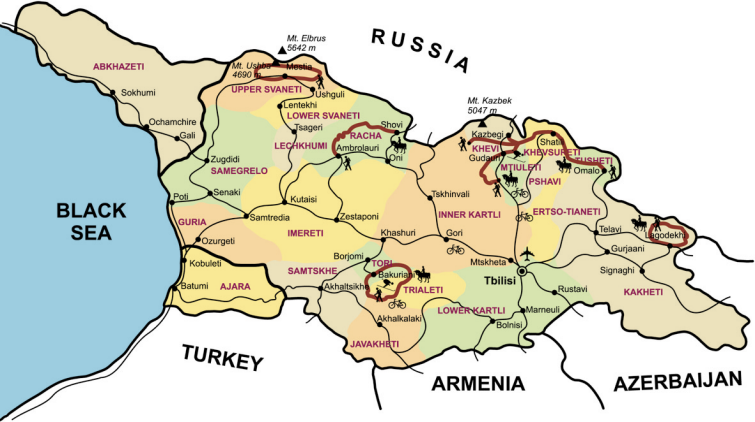 RUSSIA
Mt. Elbrus
5642 m
Mt. Ushba
4690 m
Mestia
UPPER SVANETI
Ushguli
Lentekhi
LOWER SVANETI
Tsageri
LECHKHUMI
ABKHAZETI
Sokhumi
Ochamchire
Gali
Zugdidi
SAMEGRELO
Senaki
Poti
Shovi
RACHA
Ambrolauri
Oni
Mt. Kazbek
5047 m
Kazbegi
KHEVI
Gudauri
MTIULETI
Shatili
KHEVSURETI
TUSHETI
Omalo
PSHAVI
ERTSO-TIANETI
Tskhinvali
INNER KARTLI
Kutaisi
Zestaponi
Samtredia
IMERETI
GURIA
Ozurgeti
BLACK
SEA
Kobuleti
Batumi
AJARA
Khashuri
Gori
Borjomi
TORI
Bakuriani
SAMTSKHE
Akhaltsikhe
TRIALETI
Akhalkalaki
JAVAKHETI
Mtskheta
Tbilisi
Rustavi
LOWER KARTLI
Marneuli
Bolnisi
Telavi
Lagodekhi
Gurjaani
Signaghi
KAKHETI
TURKEY
ARMENIA
AZERBAIJAN